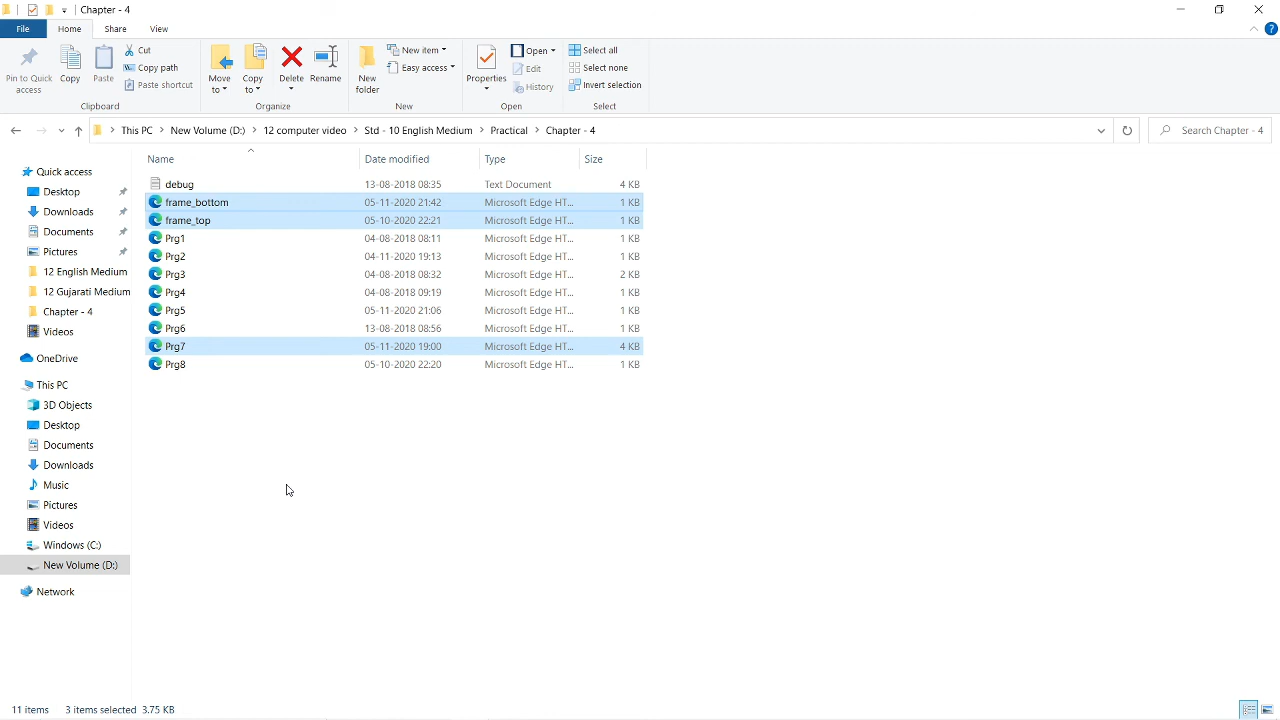 Chapter - 4
File Home Share View
Pin to Quick access
Copy
Paste
Cut
Copy path
Paste shortcut
Clipboard
Move to
Copy to
Delete
Rename
Organize
New folder
New item
Easy access
New
Properties
Open
Edit
History
Open
Select all
Select none
Invert selection
Select
This PC > New Volume (D:) > 12 computer video > Std - 10 English Medium > Practical > Chapter - 4
Search Chapter - 4
Name Date modified Type Size
debug 13-08-2018 08:35 Text Document 4 KB
frame_bottom 05-11-2020 21:42 Microsoft Edge HT... 1 KB
frame_top 05-10-2020 22:21 Microsoft Edge HT... 1 KB
Prg1 04-08-2018 08:11 Microsoft Edge HT... 1 KB
Prg2 04-11-2020 19:13 Microsoft Edge HT... 1 KB
Prg3 04-08-2018 08:32 Microsoft Edge HT... 2 KB
Prg4 04-08-2018 09:19 Microsoft Edge HT... 1 KB
Prg5 05-11-2020 21:06 Microsoft Edge HT... 1 KB
Prg6 13-08-2018 08:56 Microsoft Edge HT... 1 KB
Prg7 05-11-2020 19:00 Microsoft Edge HT... 4 KB
Prg8 05-10-2020 22:20 Microsoft Edge HT... 1 KB
Quick access
Desktop
Downloads
Documents
Pictures
12 English Medium
12 Gujarati Medium
Chapter - 4
Videos
OneDrive
This PC
3D Objects
Desktop
Documents
Downloads
Music
Pictures
Videos
Windows (C:)
New Volume (D:)
Network
11 items 3 items selected 3.75 KB